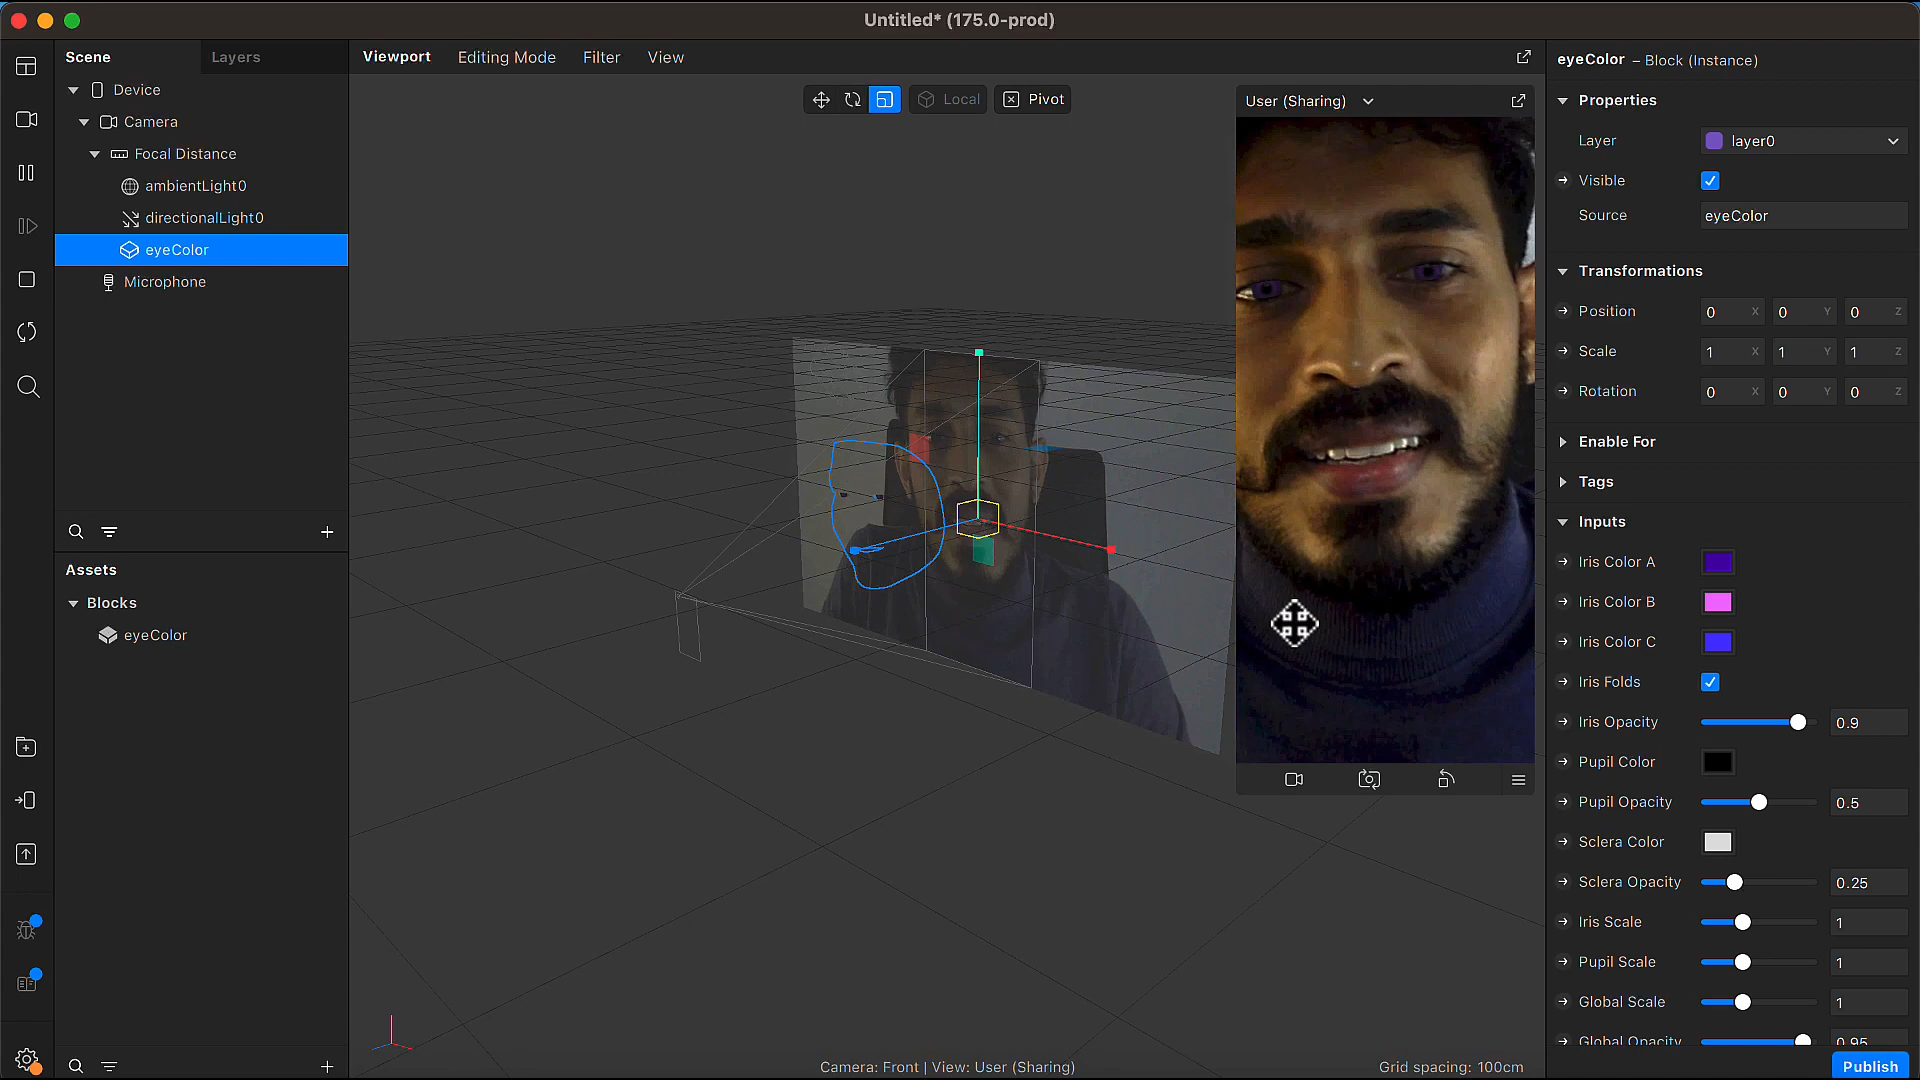 Untitled* (175.0-prod)
Scene
Layers
Device
Camera
Focal Distance
ambientLight0
directionalLight0
eyeColor
Microphone
Assets
Blocks
eyeColor
Viewport
Editing Mode
Filter
View
Local
Pivot
User (Sharing)
Camera: Front | View: User (Sharing)
Grid spacing: 100cm
eyeColor – Block (Instance)
Properties
Layer layer0
Visible
Source eyeColor
Transformations
Position 0 X 0 Y 0 Z
Scale 1 X 1 Y 1 Z
Rotation 0 X 0 Y 0 Z
Enable For
Tags
Inputs
Iris Color A
Iris Color B
Iris Color C
Iris Folds
Iris Opacity 0.9
Pupil Color
Pupil Opacity 0.5
Sclera Color
Sclera Opacity 0.25
Iris Scale 1
Pupil Scale 1
Global Scale 1
Global Opacity 0.95
Publish